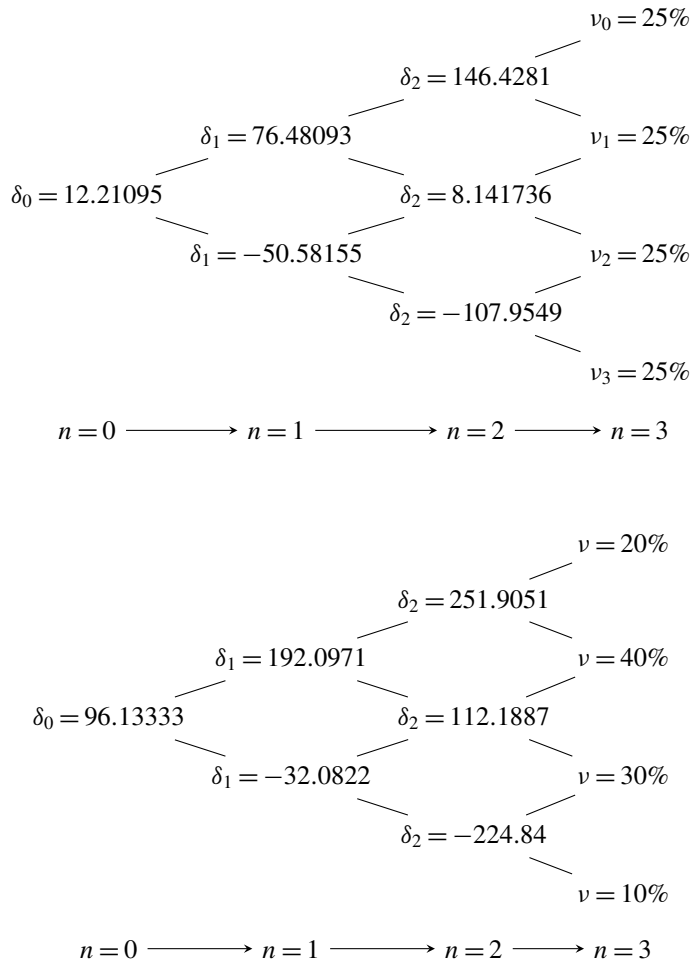 ν₀ = 25%
δ₂ = 146.4281
δ₁ = 76.48093
ν₁ = 25%
δ₀ = 12.21095
δ₂ = 8.141736
δ₁ = −50.58155
ν₂ = 25%
δ₂ = −107.9549
ν₃ = 25%
n = 0 n = 1 n = 2 n = 3
ν = 20%
δ₂ = 251.9051
δ₁ = 192.0971
ν = 40%
δ₀ = 96.13333
δ₂ = 112.1887
δ₁ = −32.0822
ν = 30%
δ₂ = −224.84
ν = 10%
n = 0 n = 1 n = 2 n = 3